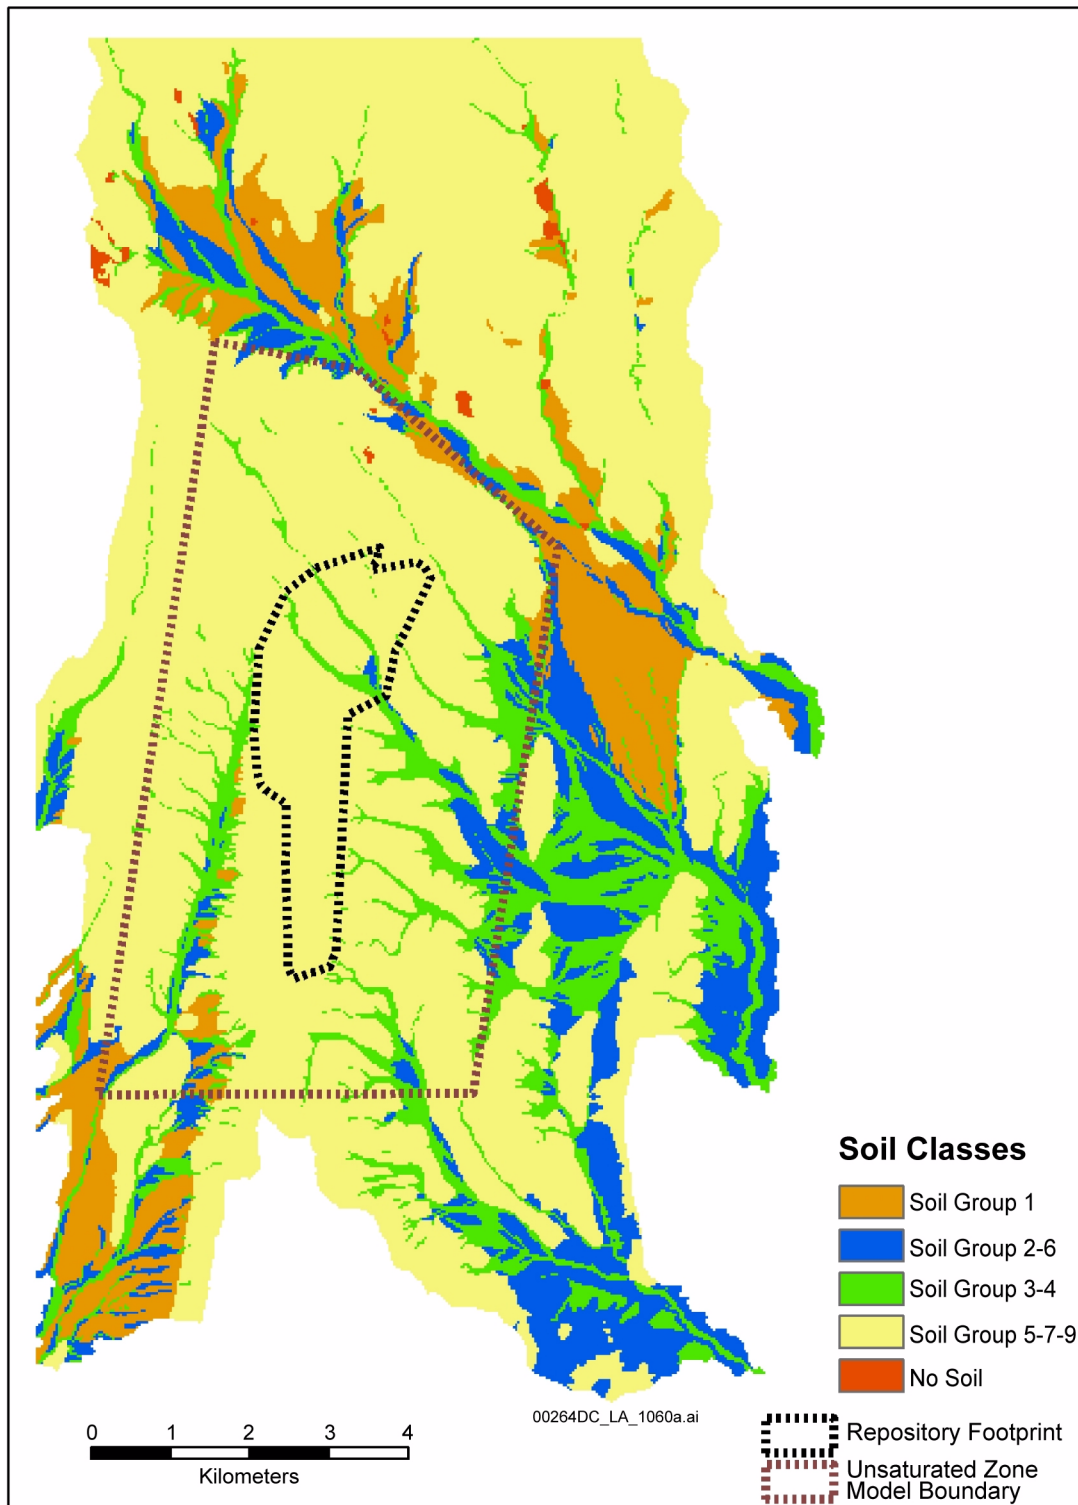 Soil Classes
Soil Group 1
Soil Group 2-6
Soil Group 3-4
Soil Group 5-7-9
No Soil
00264DC_LA_1060a.ai
Repository Footprint
Unsaturated Zone
Model Boundary
0 1 2 3 4
Kilometers